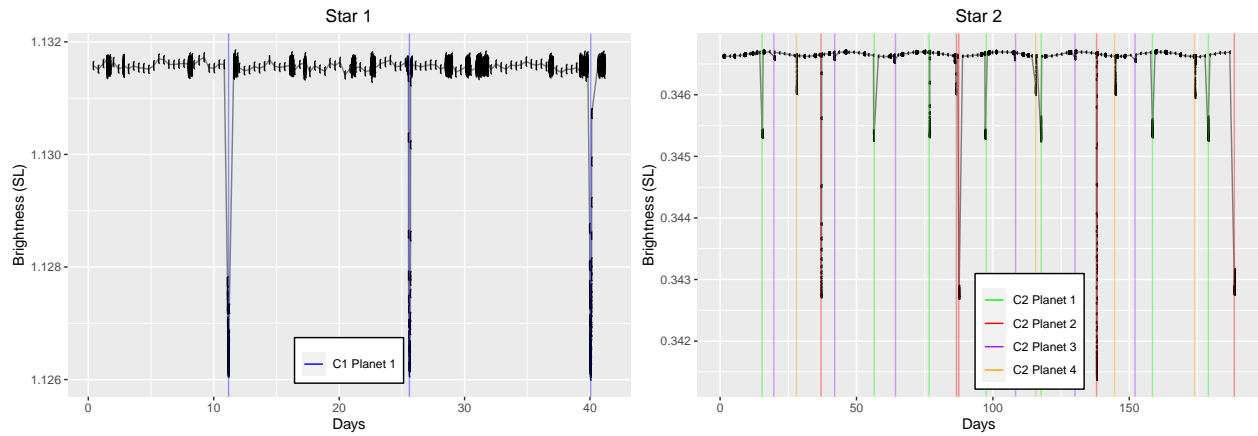 Star 1
1.132
1.130
1.128
1.126
Brightness (SL)
C1 Planet 1
0
10
20
30
40
Days
Star 2
0.346
0.345
0.344
0.343
0.342
Brightness (SL)
C2 Planet 1
C2 Planet 2
C2 Planet 3
C2 Planet 4
0
50
100
150
Days